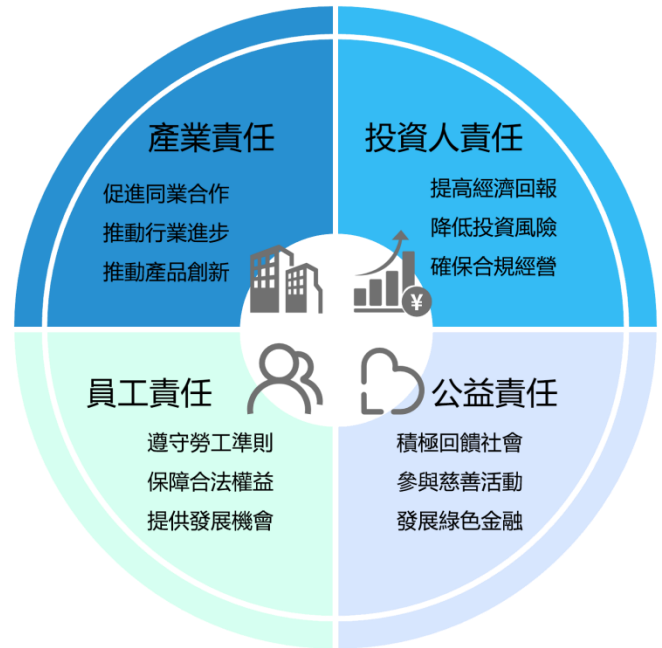 產業責任
促進同業合作
推動行業進步
推動產品創新
投資人責任
提高經濟回報
降低投資風險
確保合規經營
¥
員工責任
遵守勞工準則
保障合法權益
提供發展機會
公益責任
積極回饋社會
參與慈善活動
發展綠色金融